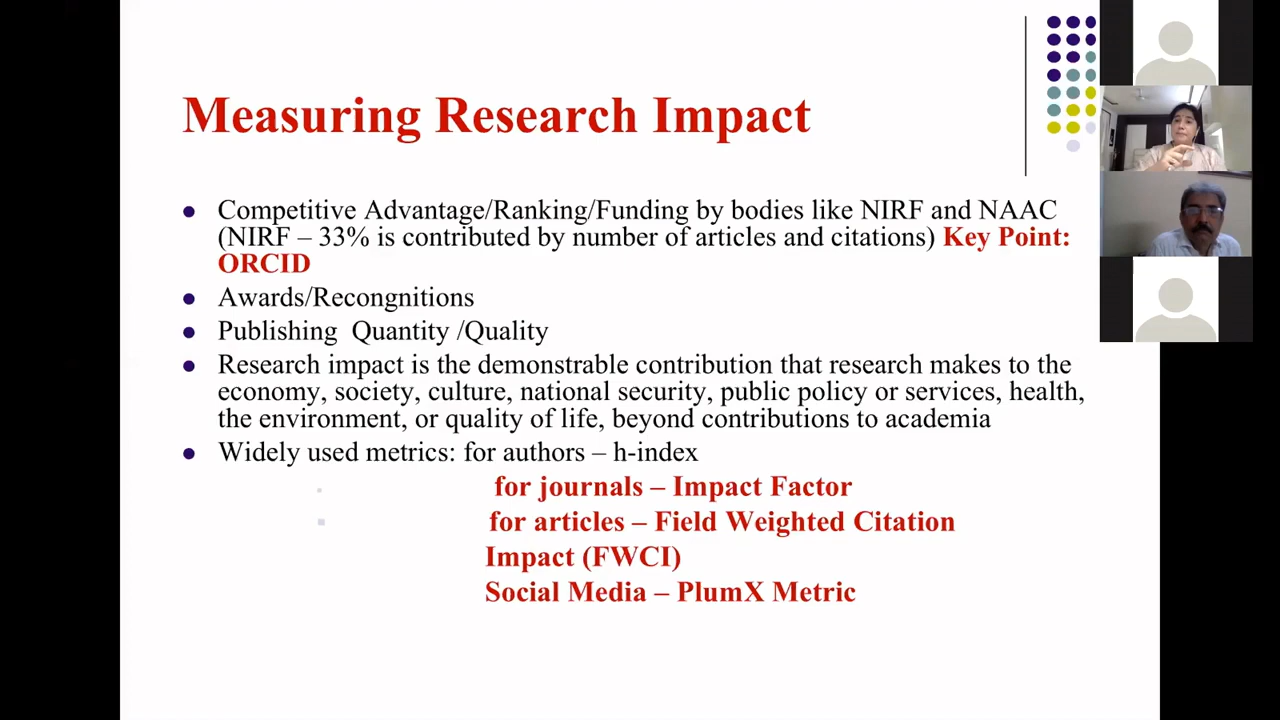 Measuring Research Impact
Competitive Advantage/Ranking/Funding by bodies like NIRF and NAAC
(NIRF – 33% is contributed by number of articles and citations) Key Point:
ORCID
Awards/Recongnitions
Publishing Quantity /Quality
Research impact is the demonstrable contribution that research makes to the
economy, society, culture, national security, public policy or services, health,
the environment, or quality of life, beyond contributions to academia
Widely used metrics: for authors – h-index
for journals – Impact Factor
for articles – Field Weighted Citation
Impact (FWCI)
Social Media – PlumX Metric